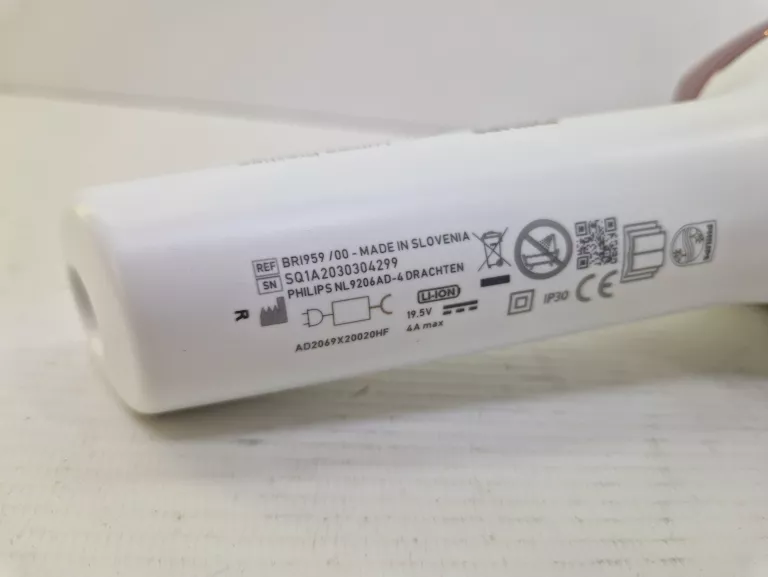 REF BRI959 /00 - MADE IN SLOVENIA
SN SQ1A2030304299
PHILIPS NL9206AD-4 DRACHTEN
R
LI-ION
19.5V
4A max
AD2069X20020HF
IP30 CE
PHILIPS